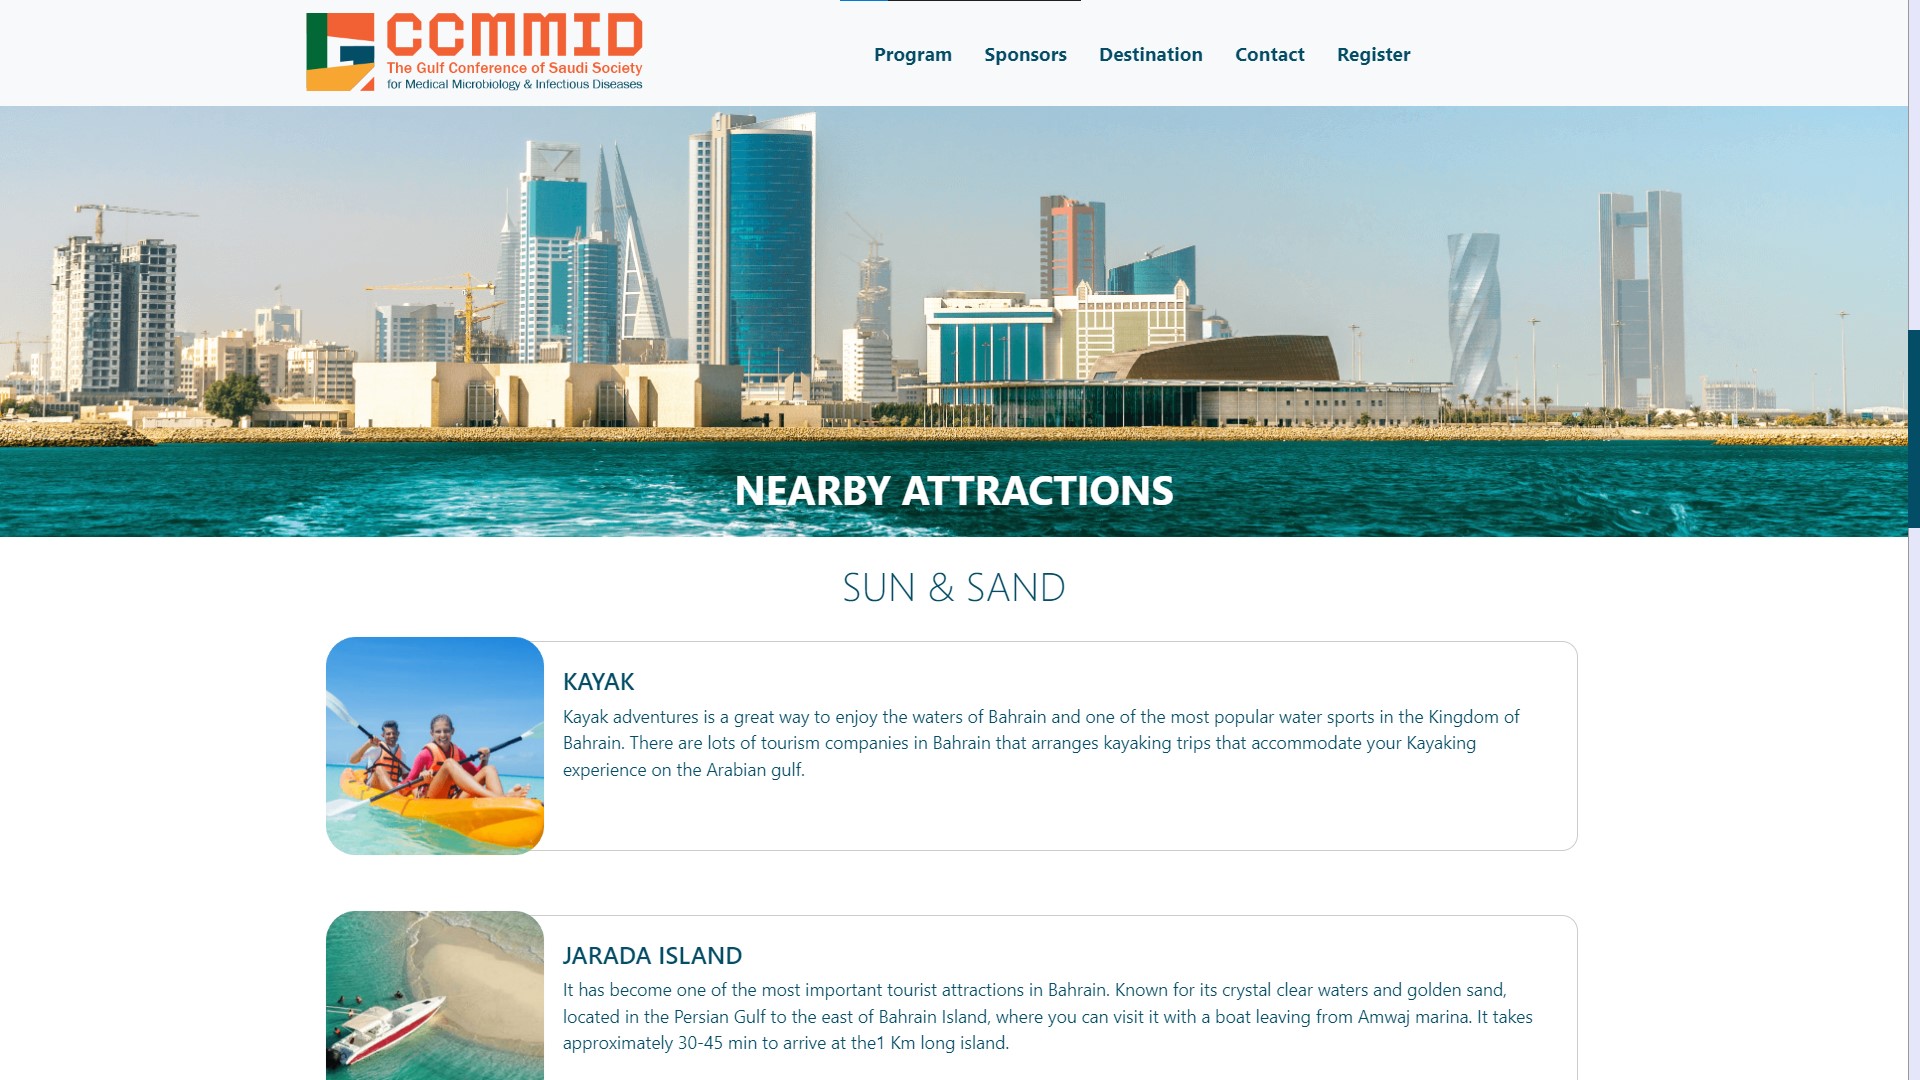 CCMMID
The Gulf Conference of Saudi Society
for Medical Microbiology & Infectious Diseases
Program Sponsors Destination Contact Register
NEARBY ATTRACTIONS
SUN & SAND
KAYAK
Kayak adventures is a great way to enjoy the waters of Bahrain and one of the most popular water sports in the Kingdom of
Bahrain. There are lots of tourism companies in Bahrain that arranges kayaking trips that accommodate your Kayaking
experience on the Arabian gulf.
JARADA ISLAND
It has become one of the most important tourist attractions in Bahrain. Known for its crystal clear waters and golden sand,
located in the Persian Gulf to the east of Bahrain Island, where you can visit it with a boat leaving from Amwaj marina. It takes
approximately 30-45 min to arrive at the1 Km long island.